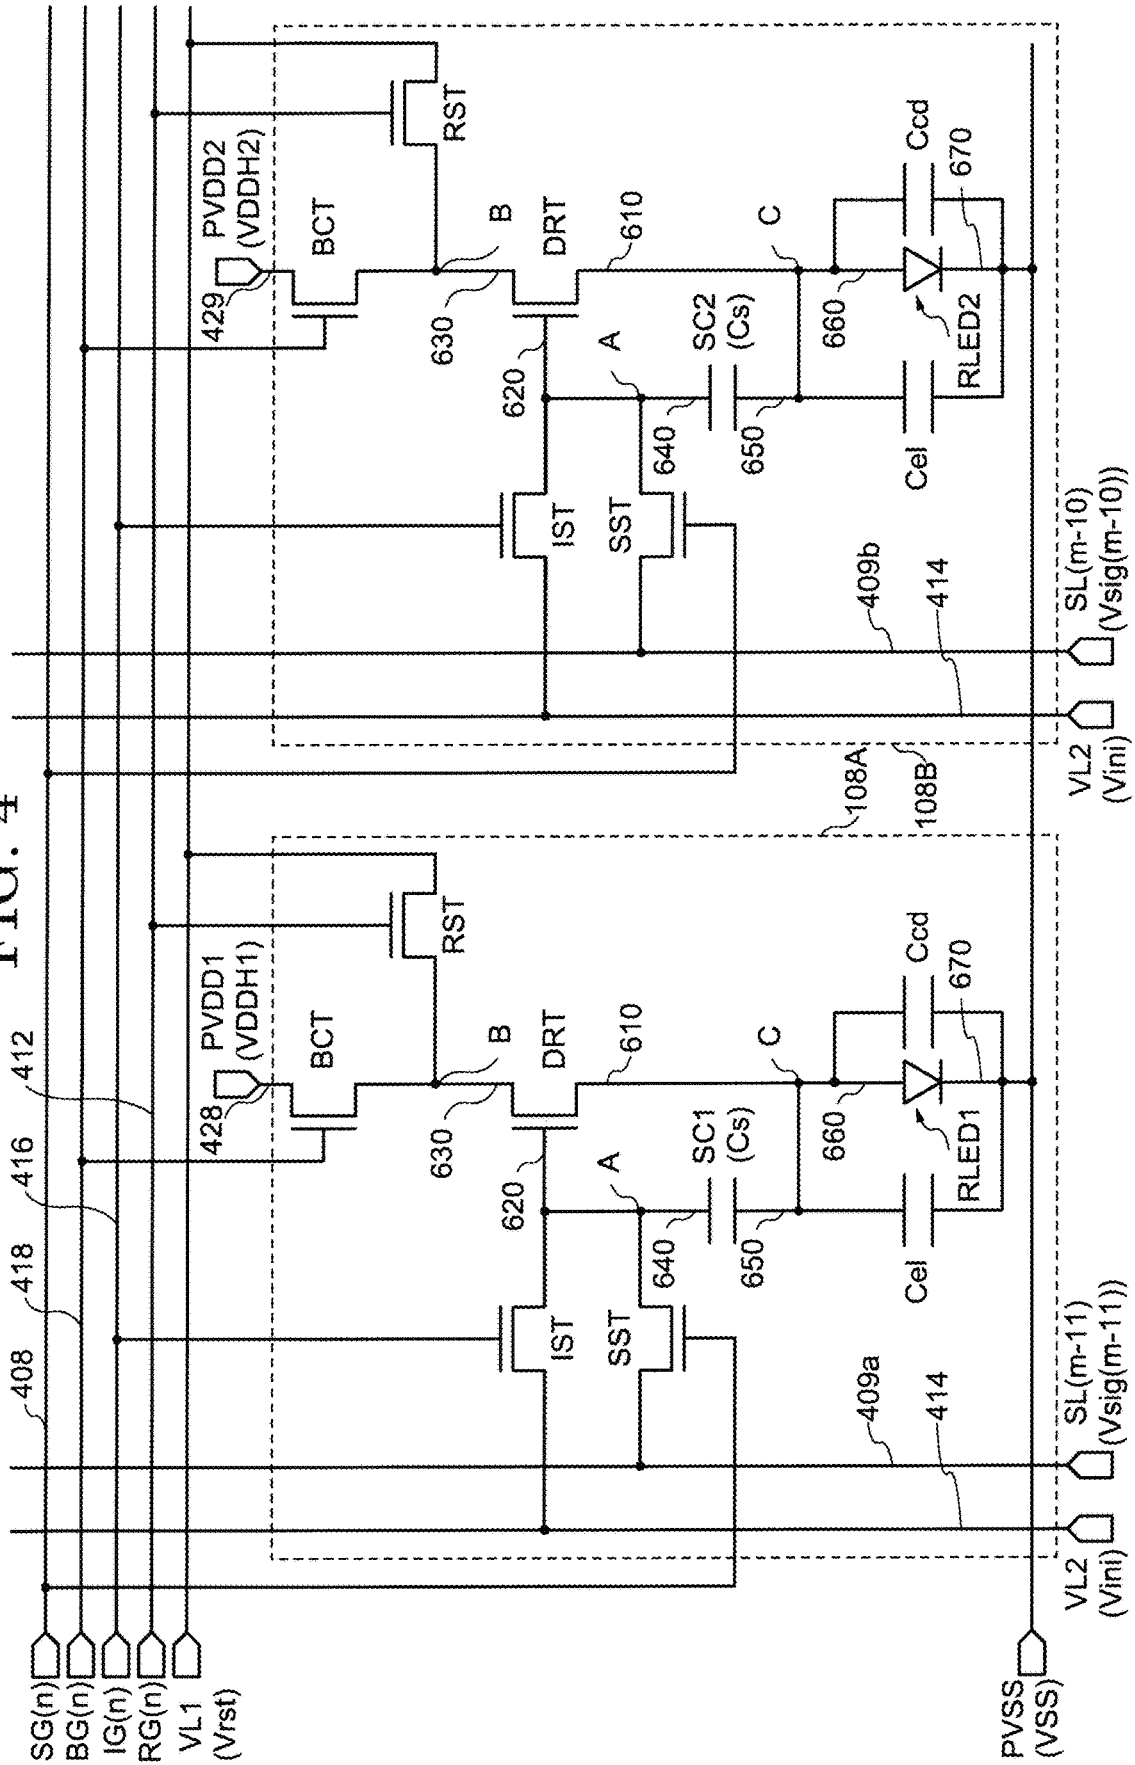 FIG. 4
408
418
416
412
SG(n)
BG(n)
IG(n)
RG(n)
VL1
(Vrst)
PVDD1
(VDDH1)
428
BCT
RST
B
630
DRT
620
610
IST
A
SST
640
SC1
(Cs)
650
C
660
409a
414
Cel
RLED1
Ccd
670
108A
VL2
(Vini)
SL(m-11)
(Vsig(m-11))
PVDD2
(VDDH2)
429
BCT
RST
B
630
DRT
620
610
IST
A
SST
640
SC2
(Cs)
650
C
660
409b
414
Cel
RLED2
Ccd
670
108B
VL2
(Vini)
SL(m-10)
(Vsig(m-10))
PVSS
(VSS)